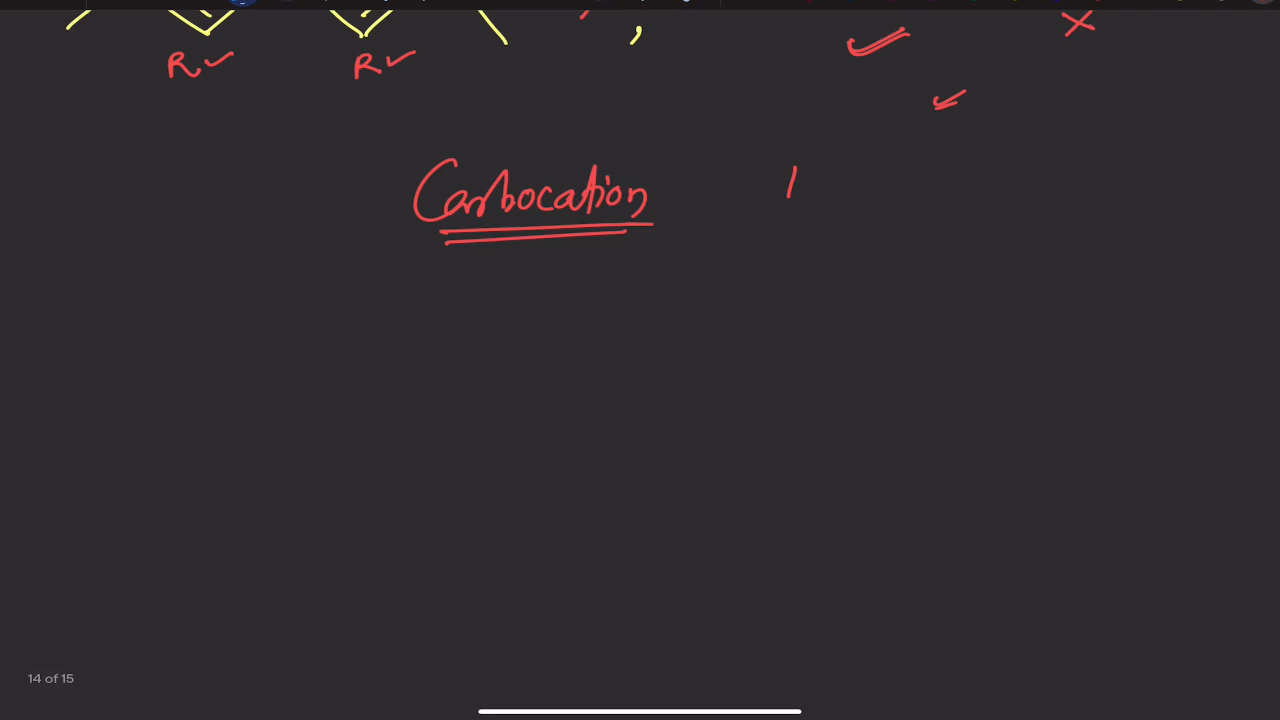 R✓ R✓ ,
Carbocation
14 of 15